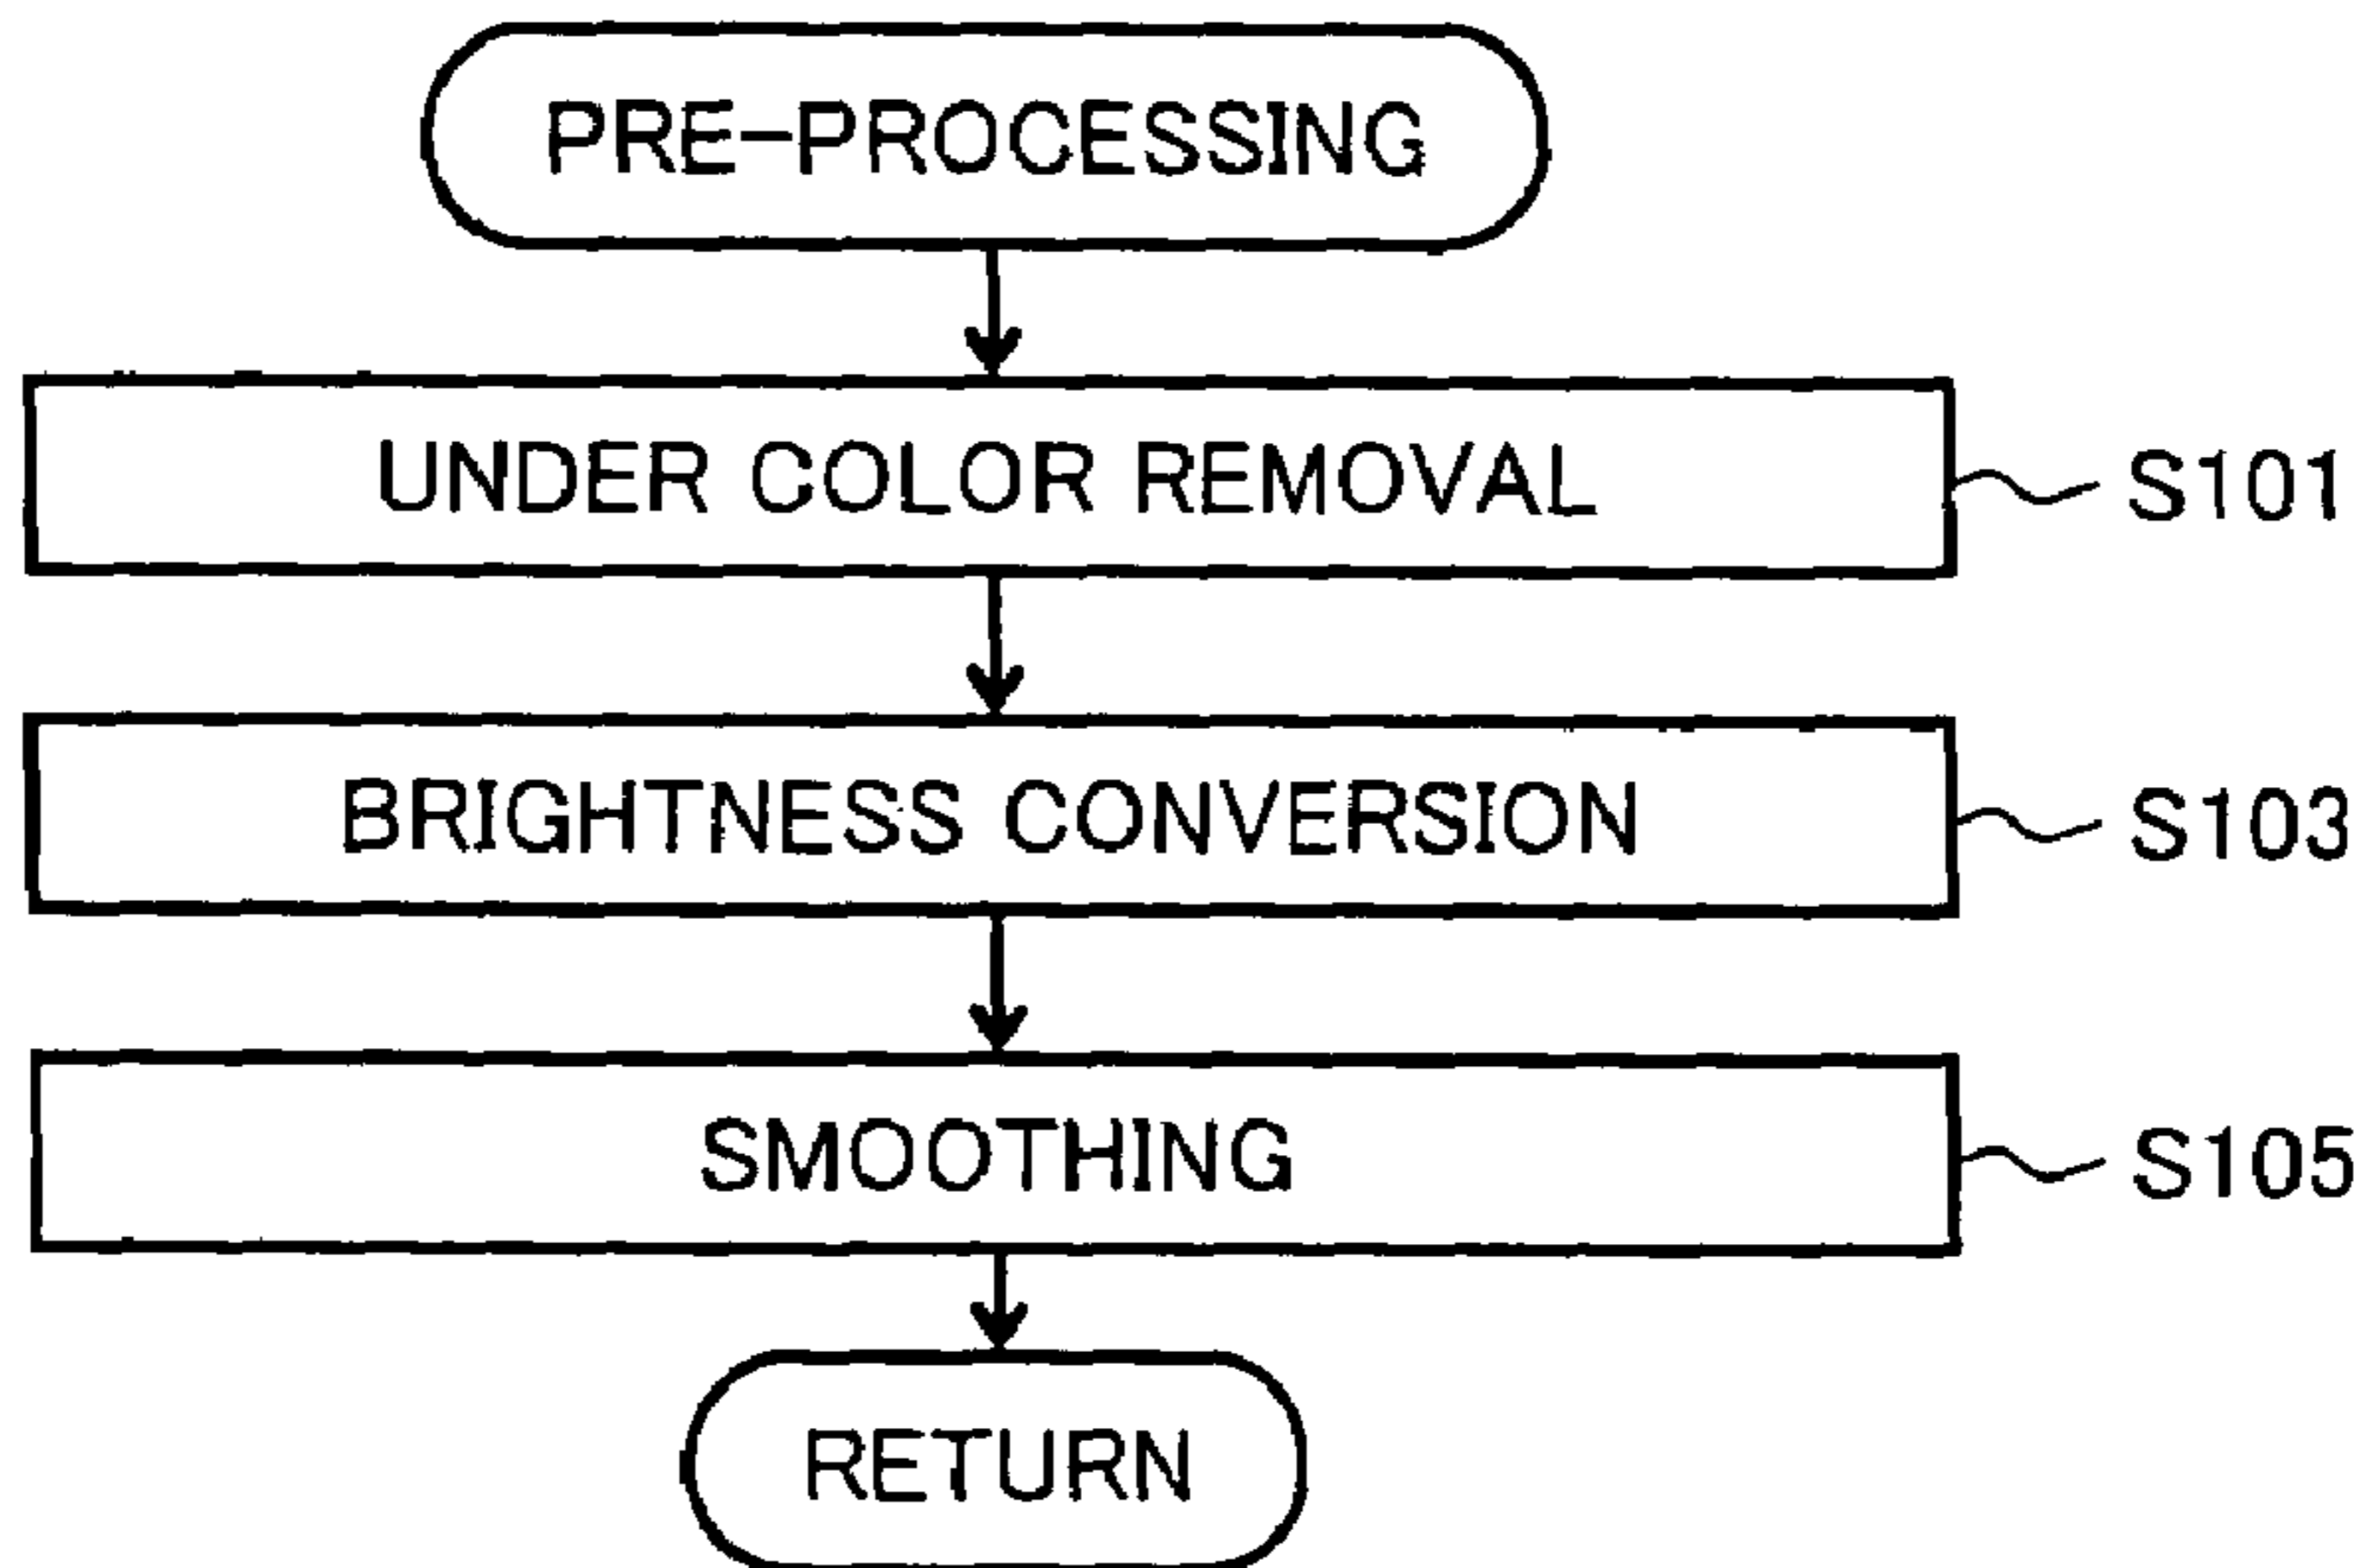 PRE-PROCESSING
UNDER COLOR REMOVAL
S101
BRIGHTNESS CONVERSION
S103
SMOOTHING
S105
RETURN